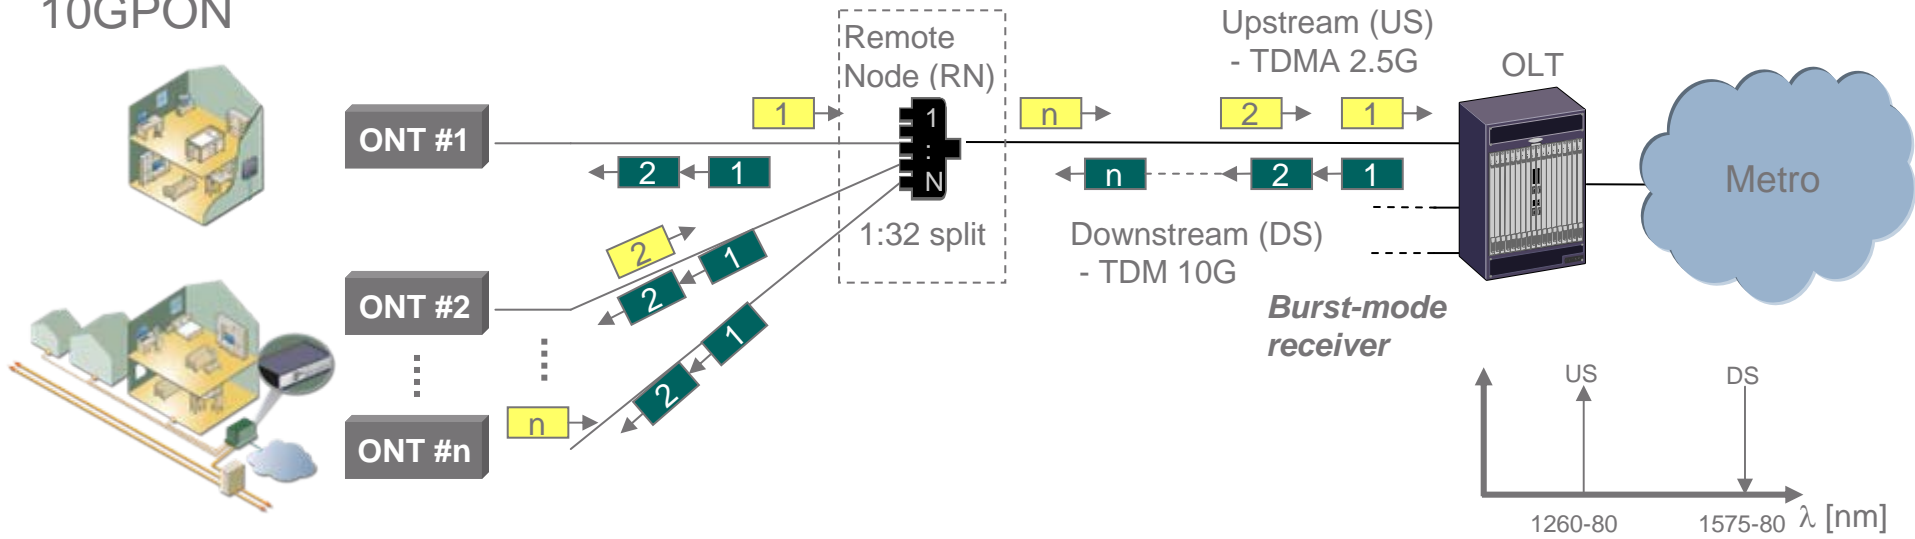 10GPON
Remote
Node (RN)
Upstream (US)
- TDMA 2.5G
OLT
1
n
2
1
ONT #1
1
:
N
2
1
n
2
1
Metro
1:32 split
Downstream (DS)
- TDM 10G
2
1
2
ONT #2
Burst-mode
receiver
1
2
n
ONT #n
US
DS
1260-80
1575-80
λ [nm]